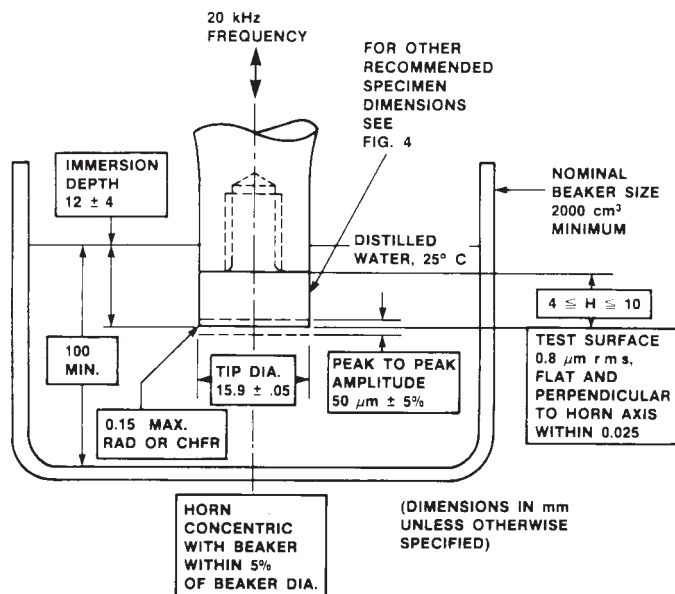 20 kHz
FREQUENCY
FOR OTHER
RECOMMENDED
SPECIMEN
DIMENSIONS
SEE
FIG. 4
IMMERSION
DEPTH
12 ± 4
NOMINAL
BEAKER SIZE
2000 cm³
MINIMUM
DISTILLED
WATER, 25° C
4 ≦ H ≦ 10
100
MIN.
TIP DIA.
15.9 ± .05
PEAK TO PEAK
AMPLITUDE
50 μm ± 5%
TEST SURFACE
0.8 μm r m s,
FLAT AND
PERPENDICULAR
TO HORN AXIS
WITHIN 0.025
0.15 MAX.
RAD OR CHFR
HORN
CONCENTRIC
WITH BEAKER
WITHIN 5%
OF BEAKER DIA.
(DIMENSIONS IN mm
UNLESS OTHERWISE
SPECIFIED)